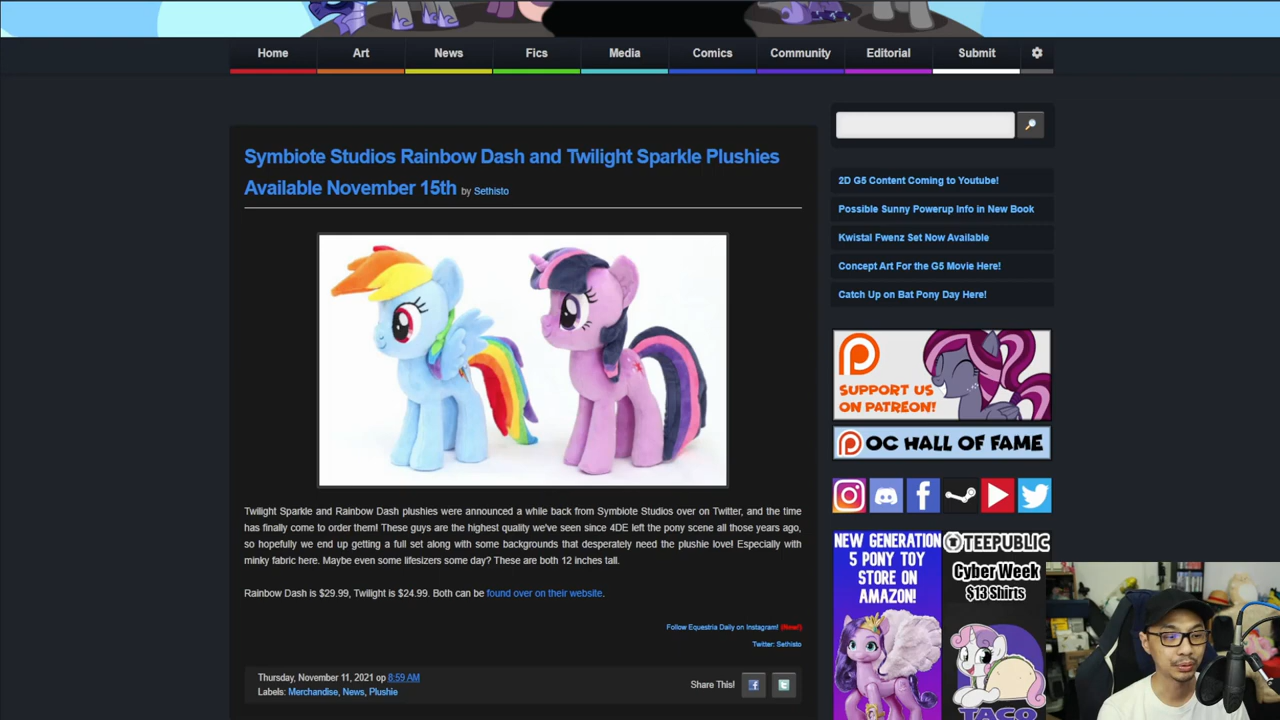 Home Art News Fics Media Comics Community Editorial Submit
Symbiote Studios Rainbow Dash and Twilight Sparkle Plushies
Available November 15th by Sethisto
Twilight Sparkle and Rainbow Dash plushies were announced a while back from Symbiote Studios over on Twitter, and the time
has finally come to order them! These guys are the highest quality we've seen since 4DE left the pony scene all those years ago,
so hopefully we end up getting a full set along with some backgrounds that desperately need the plushie love! Especially with
minky fabric here. Maybe even some lifesizers some day? These are both 12 inches tall.
Rainbow Dash is $29.99, Twilight is $24.99. Both can be found over on their website.
Follow Equestria Daily on Instagram! (New!)
Twitter: Sethisto
Thursday, November 11, 2021 op 8:59 AM
Labels: Merchandise, News, Plushie
Share This!
2D G5 Content Coming to Youtube!
Possible Sunny Powerup Info in New Book
Kwistal Fwenz Set Now Available
Concept Art For the G5 Movie Here!
Catch Up on Bat Pony Day Here!
SUPPORT US
ON PATREON!
OC HALL OF FAME
NEW GENERATION
5 PONY TOY
STORE ON
AMAZON!
TEEPUBLIC
Cyber Week
$13 Shirts
TACO